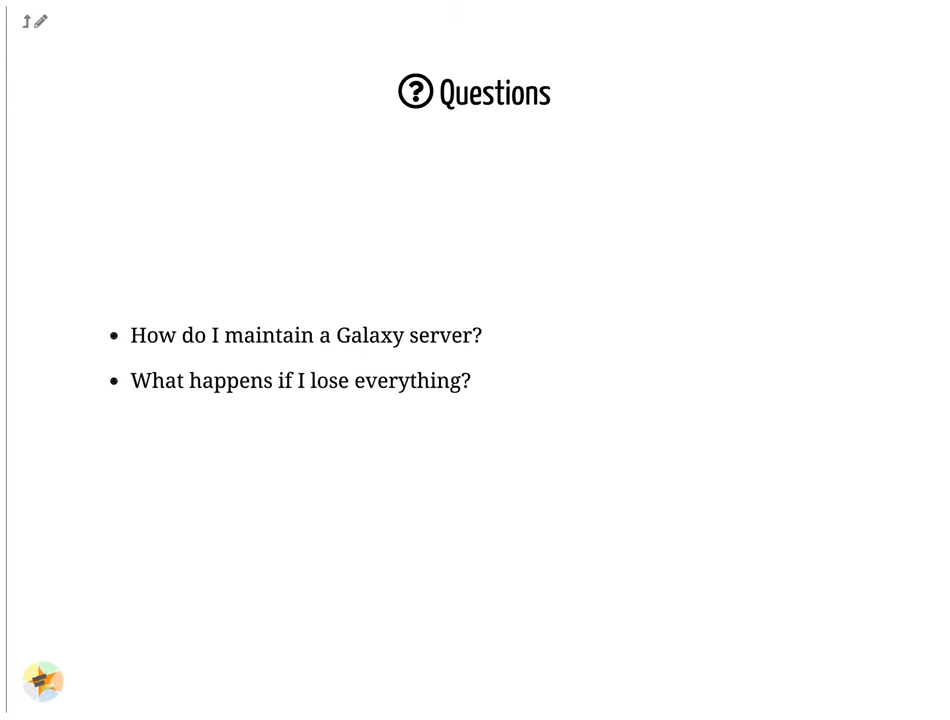 Questions
• How do I maintain a Galaxy server?
• What happens if I lose everything?